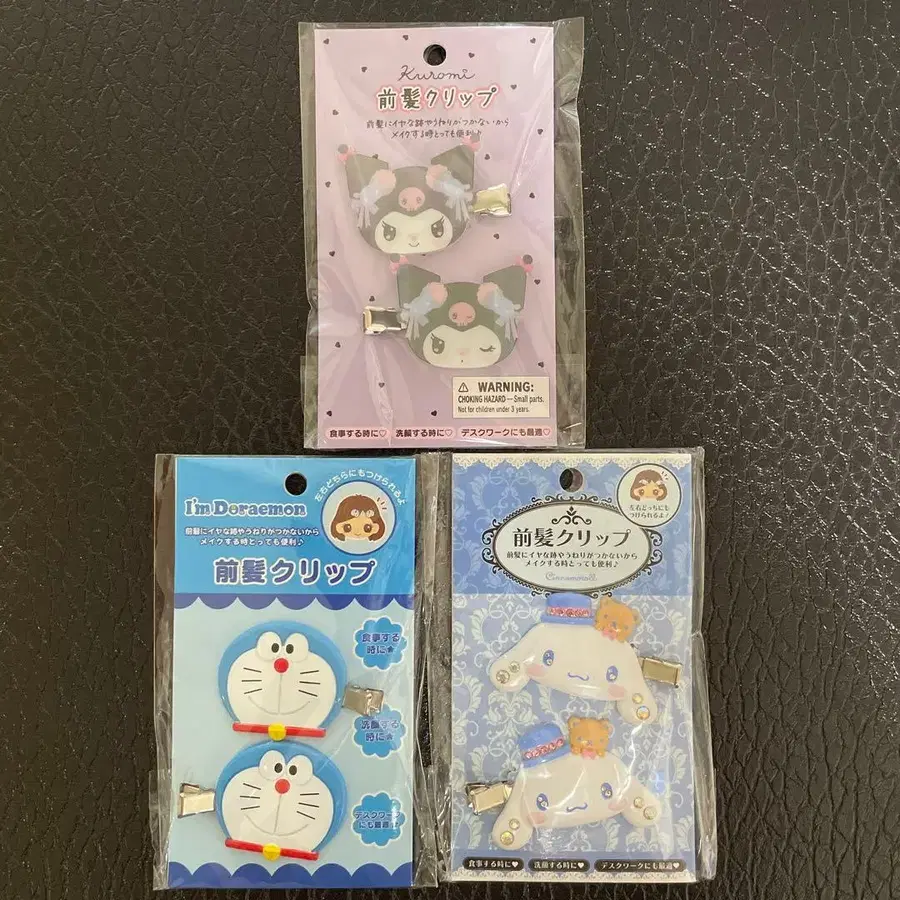 Kuromi
前髪クリップ
前髪にイヤな跡やうねりがつかないから
メイクする時とっても便利♪
WARNING:
CHOKING HAZARD — Small parts.
Not for children under 3 years.
食事する時に♡ 洗顔する時に♡ デスクワークにも最適♡
I'm Doraemon
左右どちらにもつけられるよ
前髪にイヤな跡やうねりがつかないから
メイクする時とっても便利♪
前髪クリップ
食事する
時に★
洗顔する
時に★
デスクワーク
にも最適★
左右どっちにも
つけられるよ♪
前髪クリップ
前髪にイヤな跡やうねりがつかないから
メイクする時とっても便利♪
Cinnamoroll
食事する時に♥ 洗顔する時に♥ デスクワークにも最適♥